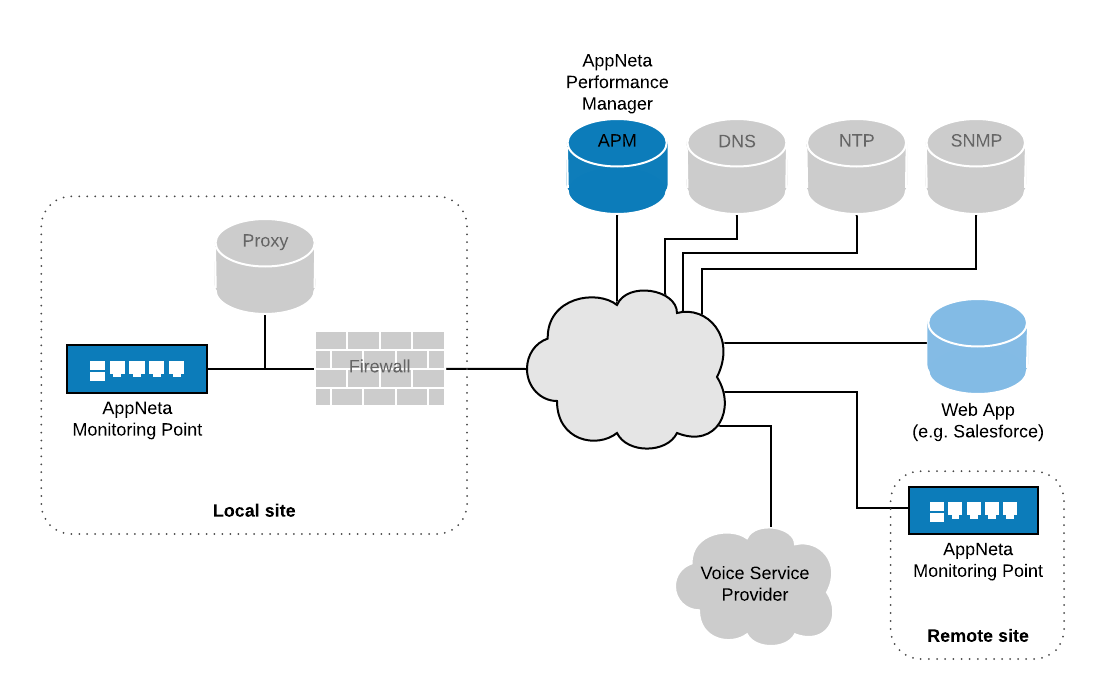 AppNeta
Performance
Manager
APM
DNS
NTP
SNMP
Proxy
Firewall
AppNeta
Monitoring Point
Local site
Web App
(e.g. Salesforce)
AppNeta
Monitoring Point
Remote site
Voice Service
Provider